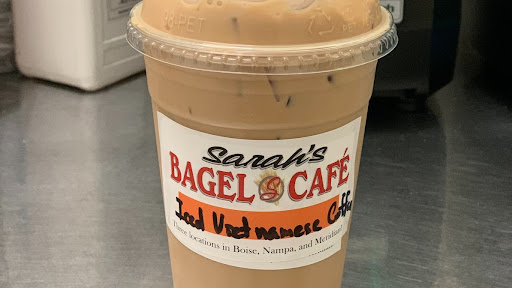 Sarah's
BAGEL & CAFÉ
Iced Vietnamese Coffee
Three locations in Boise, Nampa, and Meridian!